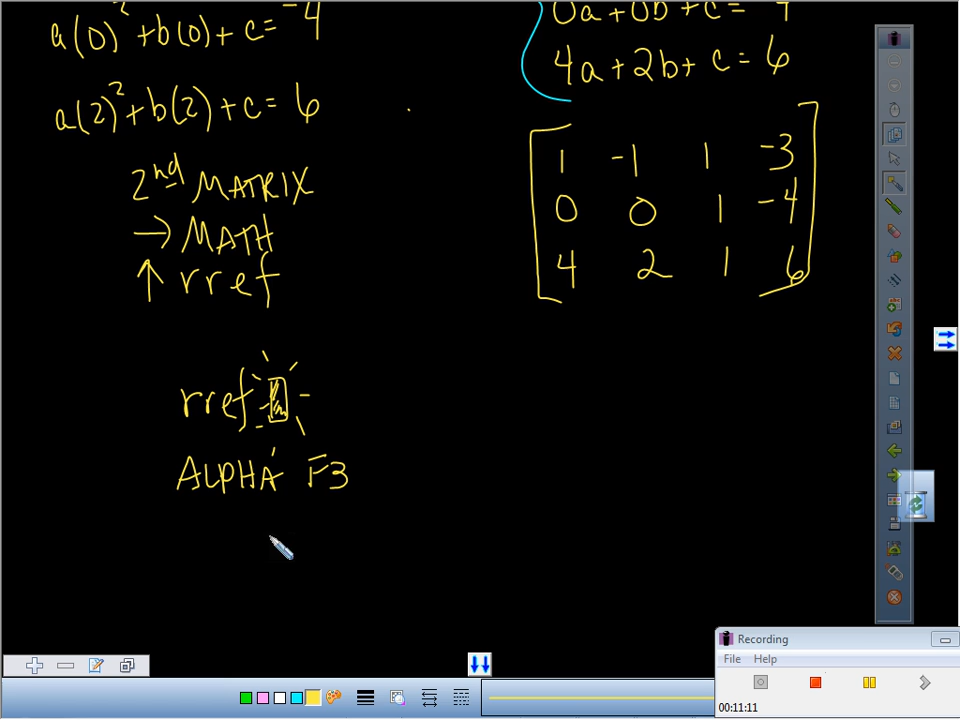 a(0)²+b(0)+c=-4
a(2)²+b(2)+c=6
2nd MATRIX
→ MATH
↑ rref
rref
ALPHA F3
0a+0b+c=-4
4a+2b+c=6
1 -1 1 -3
0 0 1 -4
4 2 1 6
Recording
File Help
00:11:11